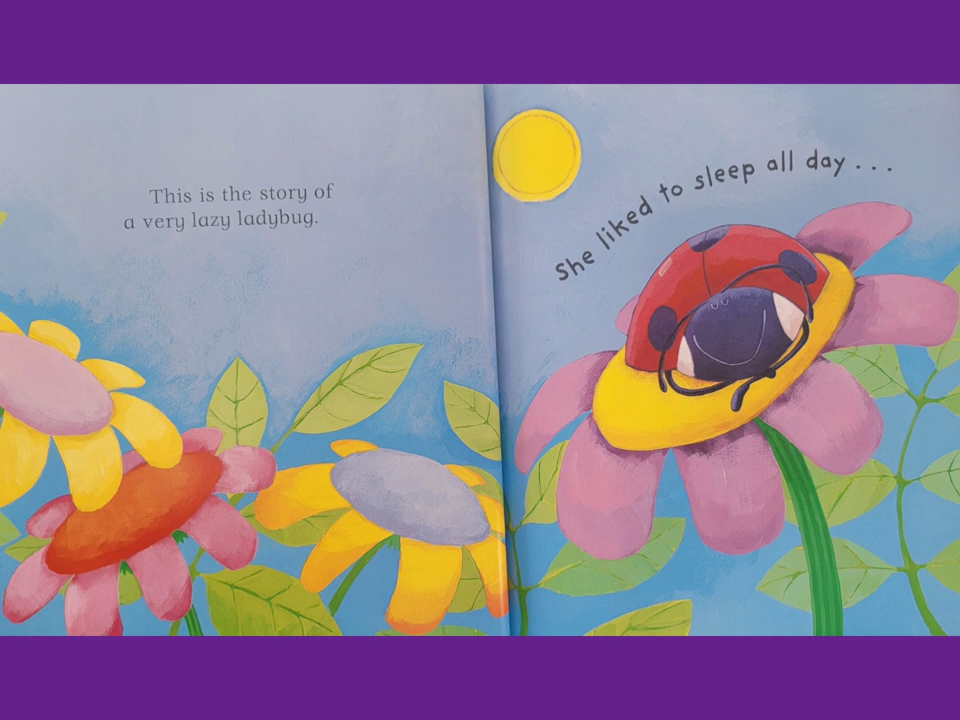 This is the story of
a very lazy ladybug.
She liked to sleep all day . . .